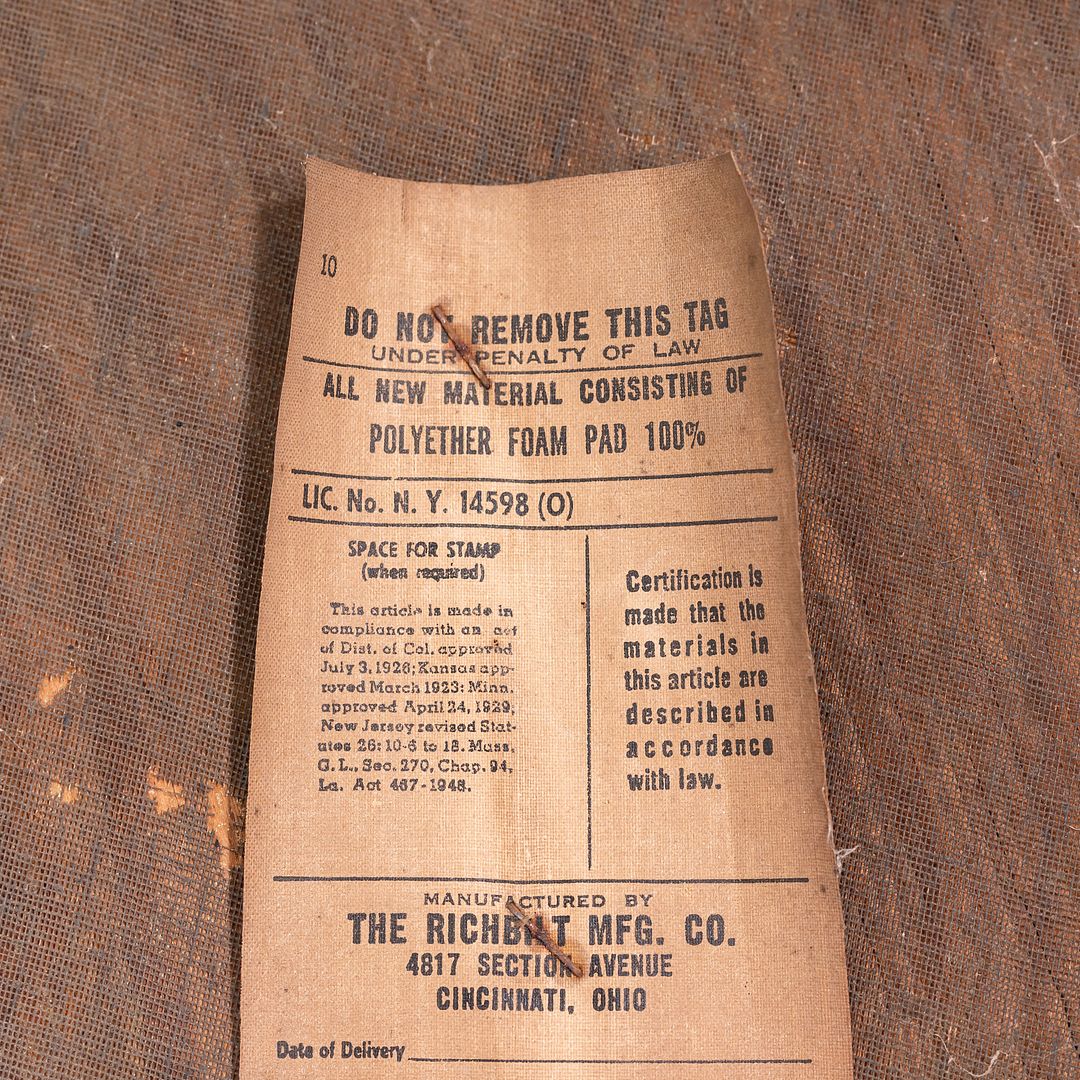 10
DO NOT REMOVE THIS TAG
UNDER PENALTY OF LAW
ALL NEW MATERIAL CONSISTING OF
POLYETHER FOAM PAD 100%
LIC. No. N. Y. 14598 (O)
SPACE FOR STAMP
(when required)
This article is made in
compliance with an act
of Dist. of Col. approved
July 3, 1926; Kansas app-
roved March 1923: Minn.
approved April 24, 1929,
New Jersey revised Stat-
utes 26: 10-6 to 18. Mass.
G. L., Sec. 270, Chap. 94,
La. Act 467-1948.
Certification is
made that the
materials in
this article are
described in
accordance
with law.
MANUFACTURED BY
THE RICHBILT MFG. CO.
4817 SECTION AVENUE
CINCINNATI, OHIO
Date of Delivery